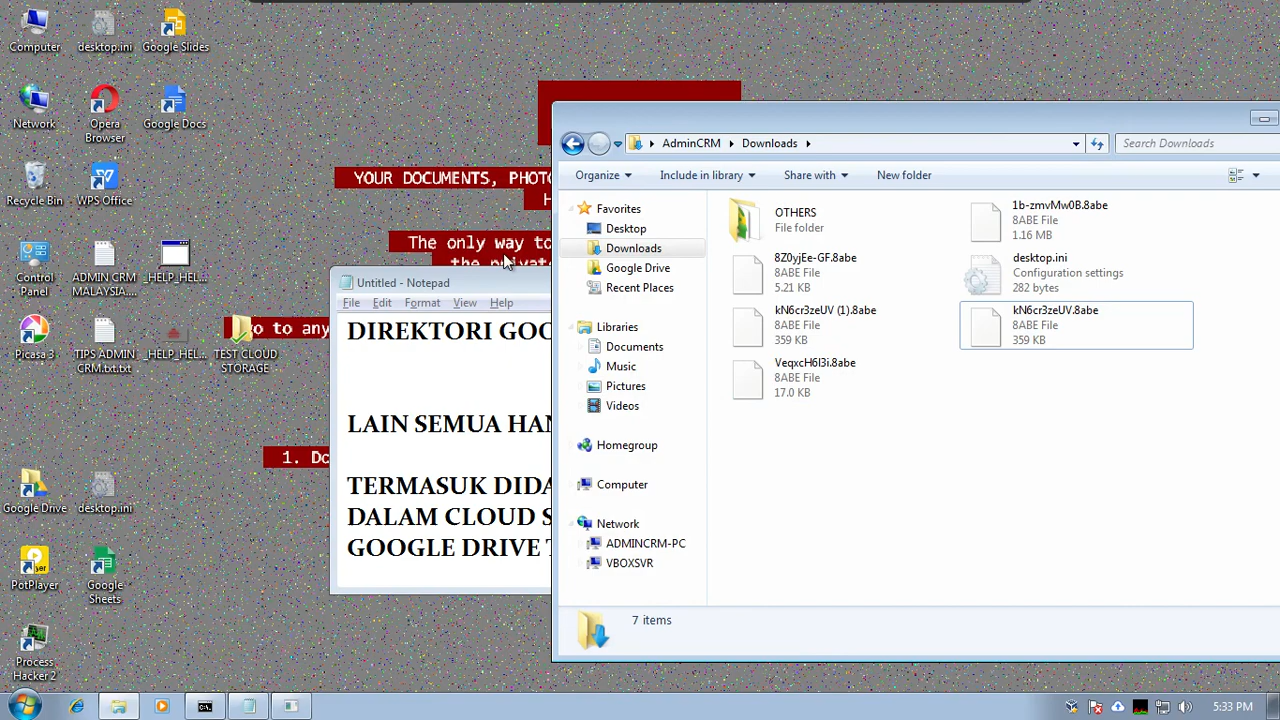 Computer
desktop.ini
Google Slides
Network
Opera
Browser
Google Docs
Recycle Bin
WPS Office
Control
Panel
ADMIN CRM
MALAYSIA....
_HELP_HEL...
Picasa 3
TIPS ADMIN
CRM.txt.txt
_HELP_HEL...
TEST CLOUD
STORAGE
Google Drive
desktop.ini
PotPlayer
Google
Sheets
Process
Hacker 2
YOUR DOCUMENTS,
The only way to
to any
1.
Untitled - Notepad
File Edit Format View Help
DIREKTORI
LAIN SEMUA
TERMASUK
DALAM CLOUD
GOOGLE DRIVE
AdminCRM Downloads
Search Downloads
Organize Include in library Share with New folder
Favorites
Desktop
Downloads
Google Drive
Recent Places
Libraries
Documents
Music
Pictures
Videos
Homegroup
Computer
Network
ADMINCRM-PC
VBOXSVR
OTHERS
File folder
1b-zmvMw0B.8abe
8ABE File
1.16 MB
8Z0yjEe-GF.8abe
8ABE File
5.21 KB
desktop.ini
Configuration settings
282 bytes
kN6cr3zeUV (1).8abe
8ABE File
359 KB
kN6cr3zeUV.8abe
8ABE File
359 KB
VeqxcH6I3i.8abe
8ABE File
17.0 KB
7 items
5:33 PM